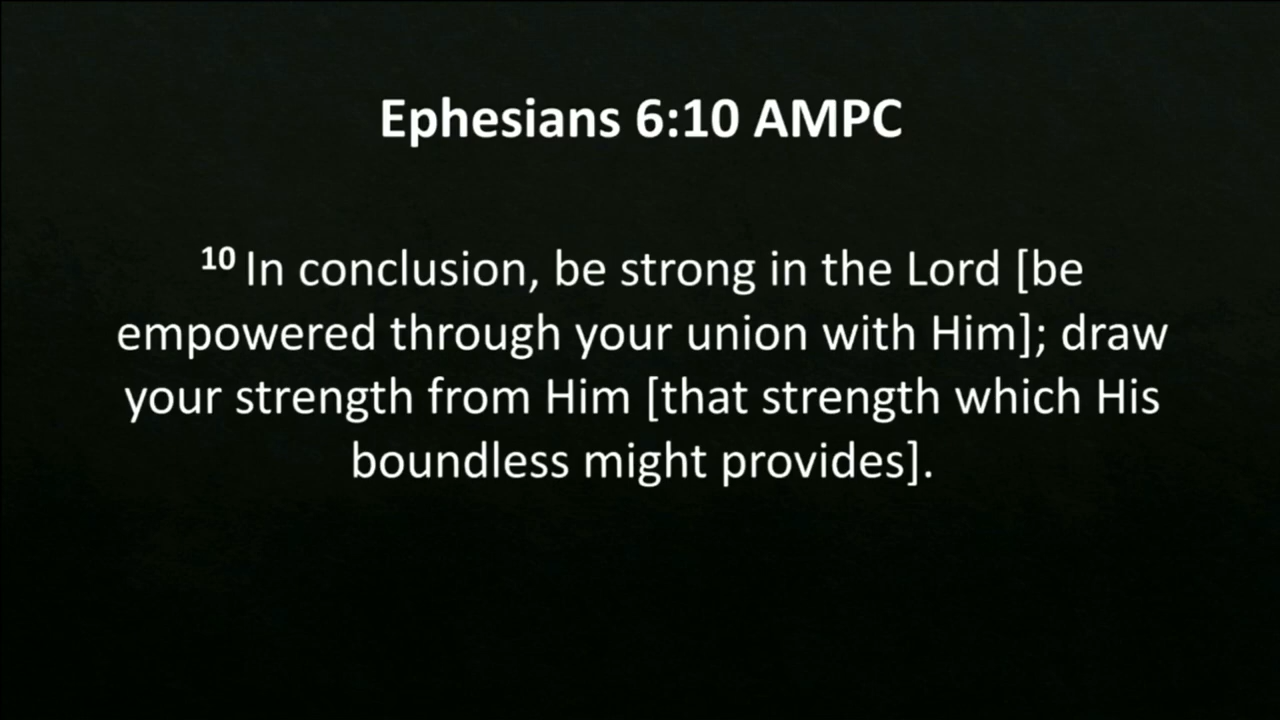 Ephesians 6:10 AMPC
10 In conclusion, be strong in the Lord [be
empowered through your union with Him]; draw
your strength from Him [that strength which His
boundless might provides].